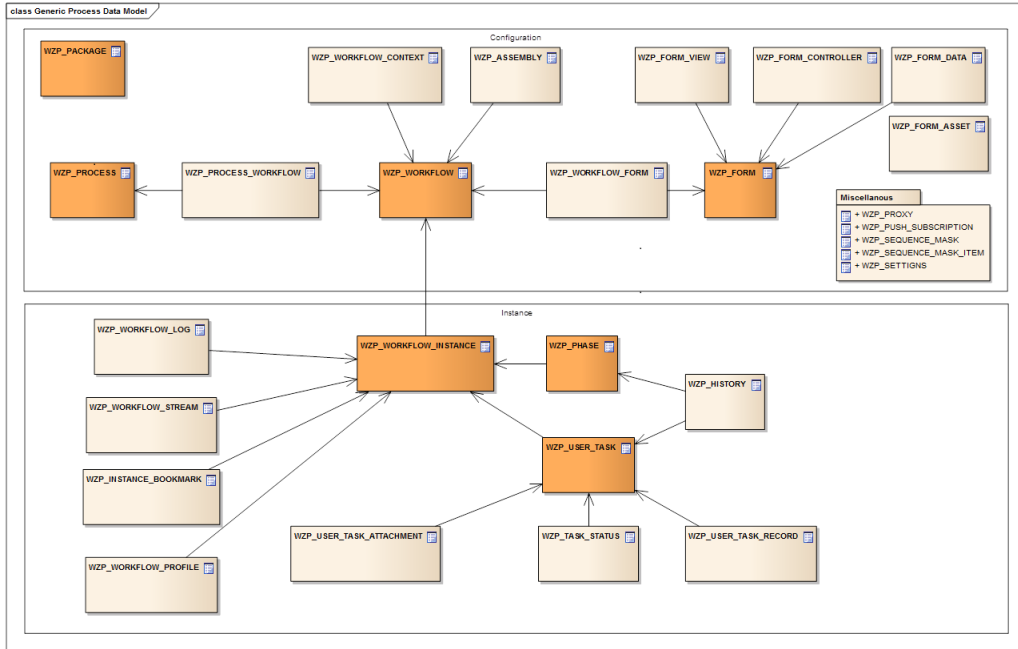 class Generic Process Data Model
Configuration
WZP_PACKAGE
WZP_WORKFLOW_CONTEXT
WZP_ASSEMBLY
WZP_FORM_VIEW
WZP_FORM_CONTROLLER
WZP_FORM_DATA
WZP_FORM_ASSET
WZP_PROCESS
WZP_PROCESS_WORKFLOW
WZP_WORKFLOW
WZP_WORKFLOW_FORM
WZP_FORM
Miscellanous
+ WZP_PROXY
+ WZP_PUSH_SUBSCRIPTION
+ WZP_SEQUENCE_MASK
+ WZP_SEQUENCE_MASK_ITEM
+ WZP_SETTIGNS
Instance
WZP_WORKFLOW_LOG
WZP_WORKFLOW_INSTANCE
WZP_PHASE
WZP_HISTORY
WZP_WORKFLOW_STREAM
WZP_USER_TASK
WZP_INSTANCE_BOOKMARK
WZP_USER_TASK_ATTACHMENT
WZP_TASK_STATUS
WZP_USER_TASK_RECORD
WZP_WORKFLOW_PROFILE